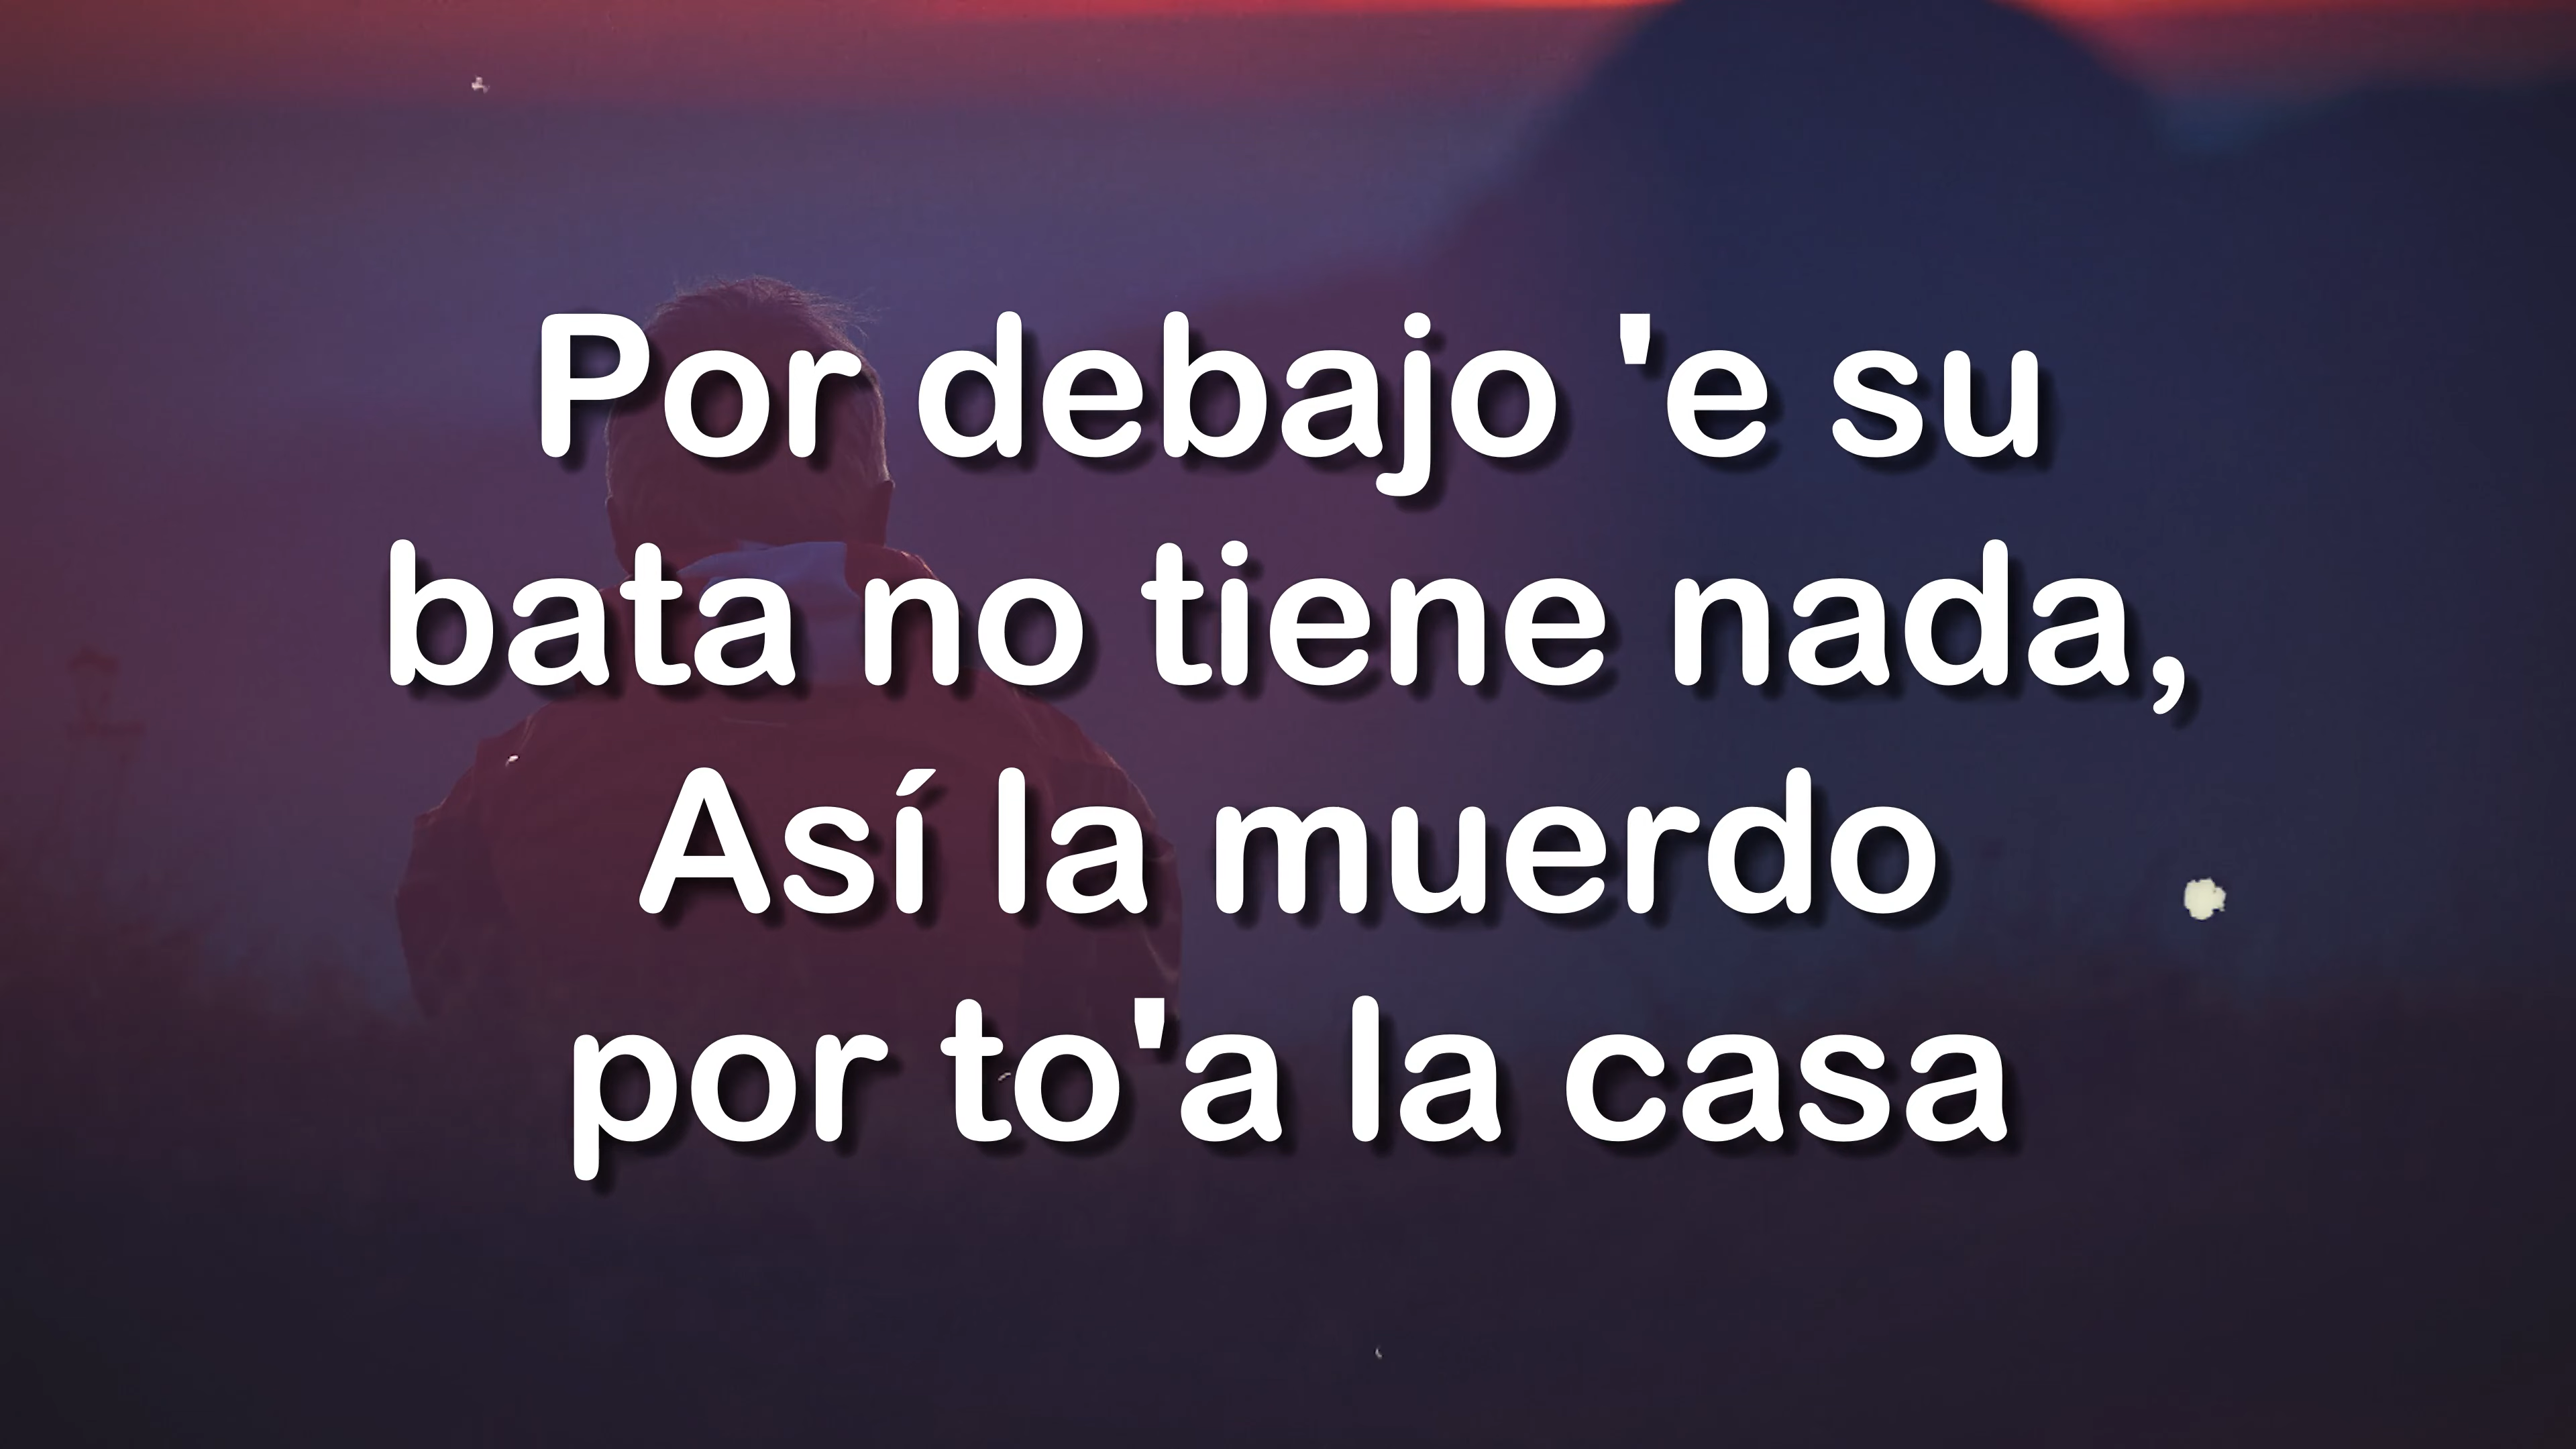 Por debajo 'e su
bata no tiene nada,
Así la muerdo
por to'a la casa